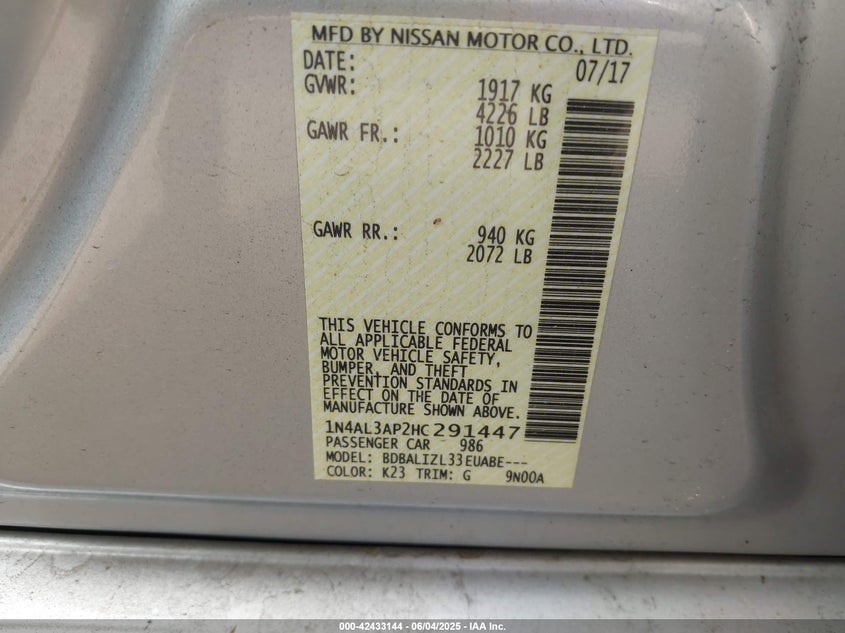 MFD BY NISSAN MOTOR CO., LTD.
DATE: 07/17
GVWR: 1917 KG
4226 LB
GAWR FR.: 1010 KG
2227 LB
GAWR RR.: 940 KG
2072 LB
THIS VEHICLE CONFORMS TO
ALL APPLICABLE FEDERAL
MOTOR VEHICLE SAFETY,
BUMPER, AND THEFT
PREVENTION STANDARDS IN
EFFECT ON THE DATE OF
MANUFACTURE SHOWN ABOVE.
1N4AL3AP2HC291447
PASSENGER CAR 986
MODEL: BDBALIZL33EUABE---
COLOR: K23 TRIM: G 9N00A
000-42433144 - 06/04/2025 - IAA Inc.